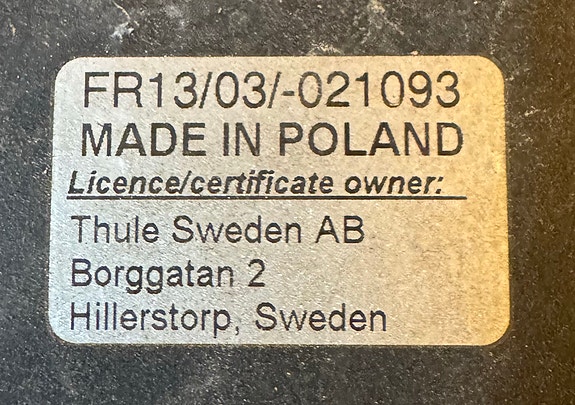 FR13/03/-021093
MADE IN POLAND
Licence/certificate owner:
Thule Sweden AB
Borggatan 2
Hillerstorp, Sweden